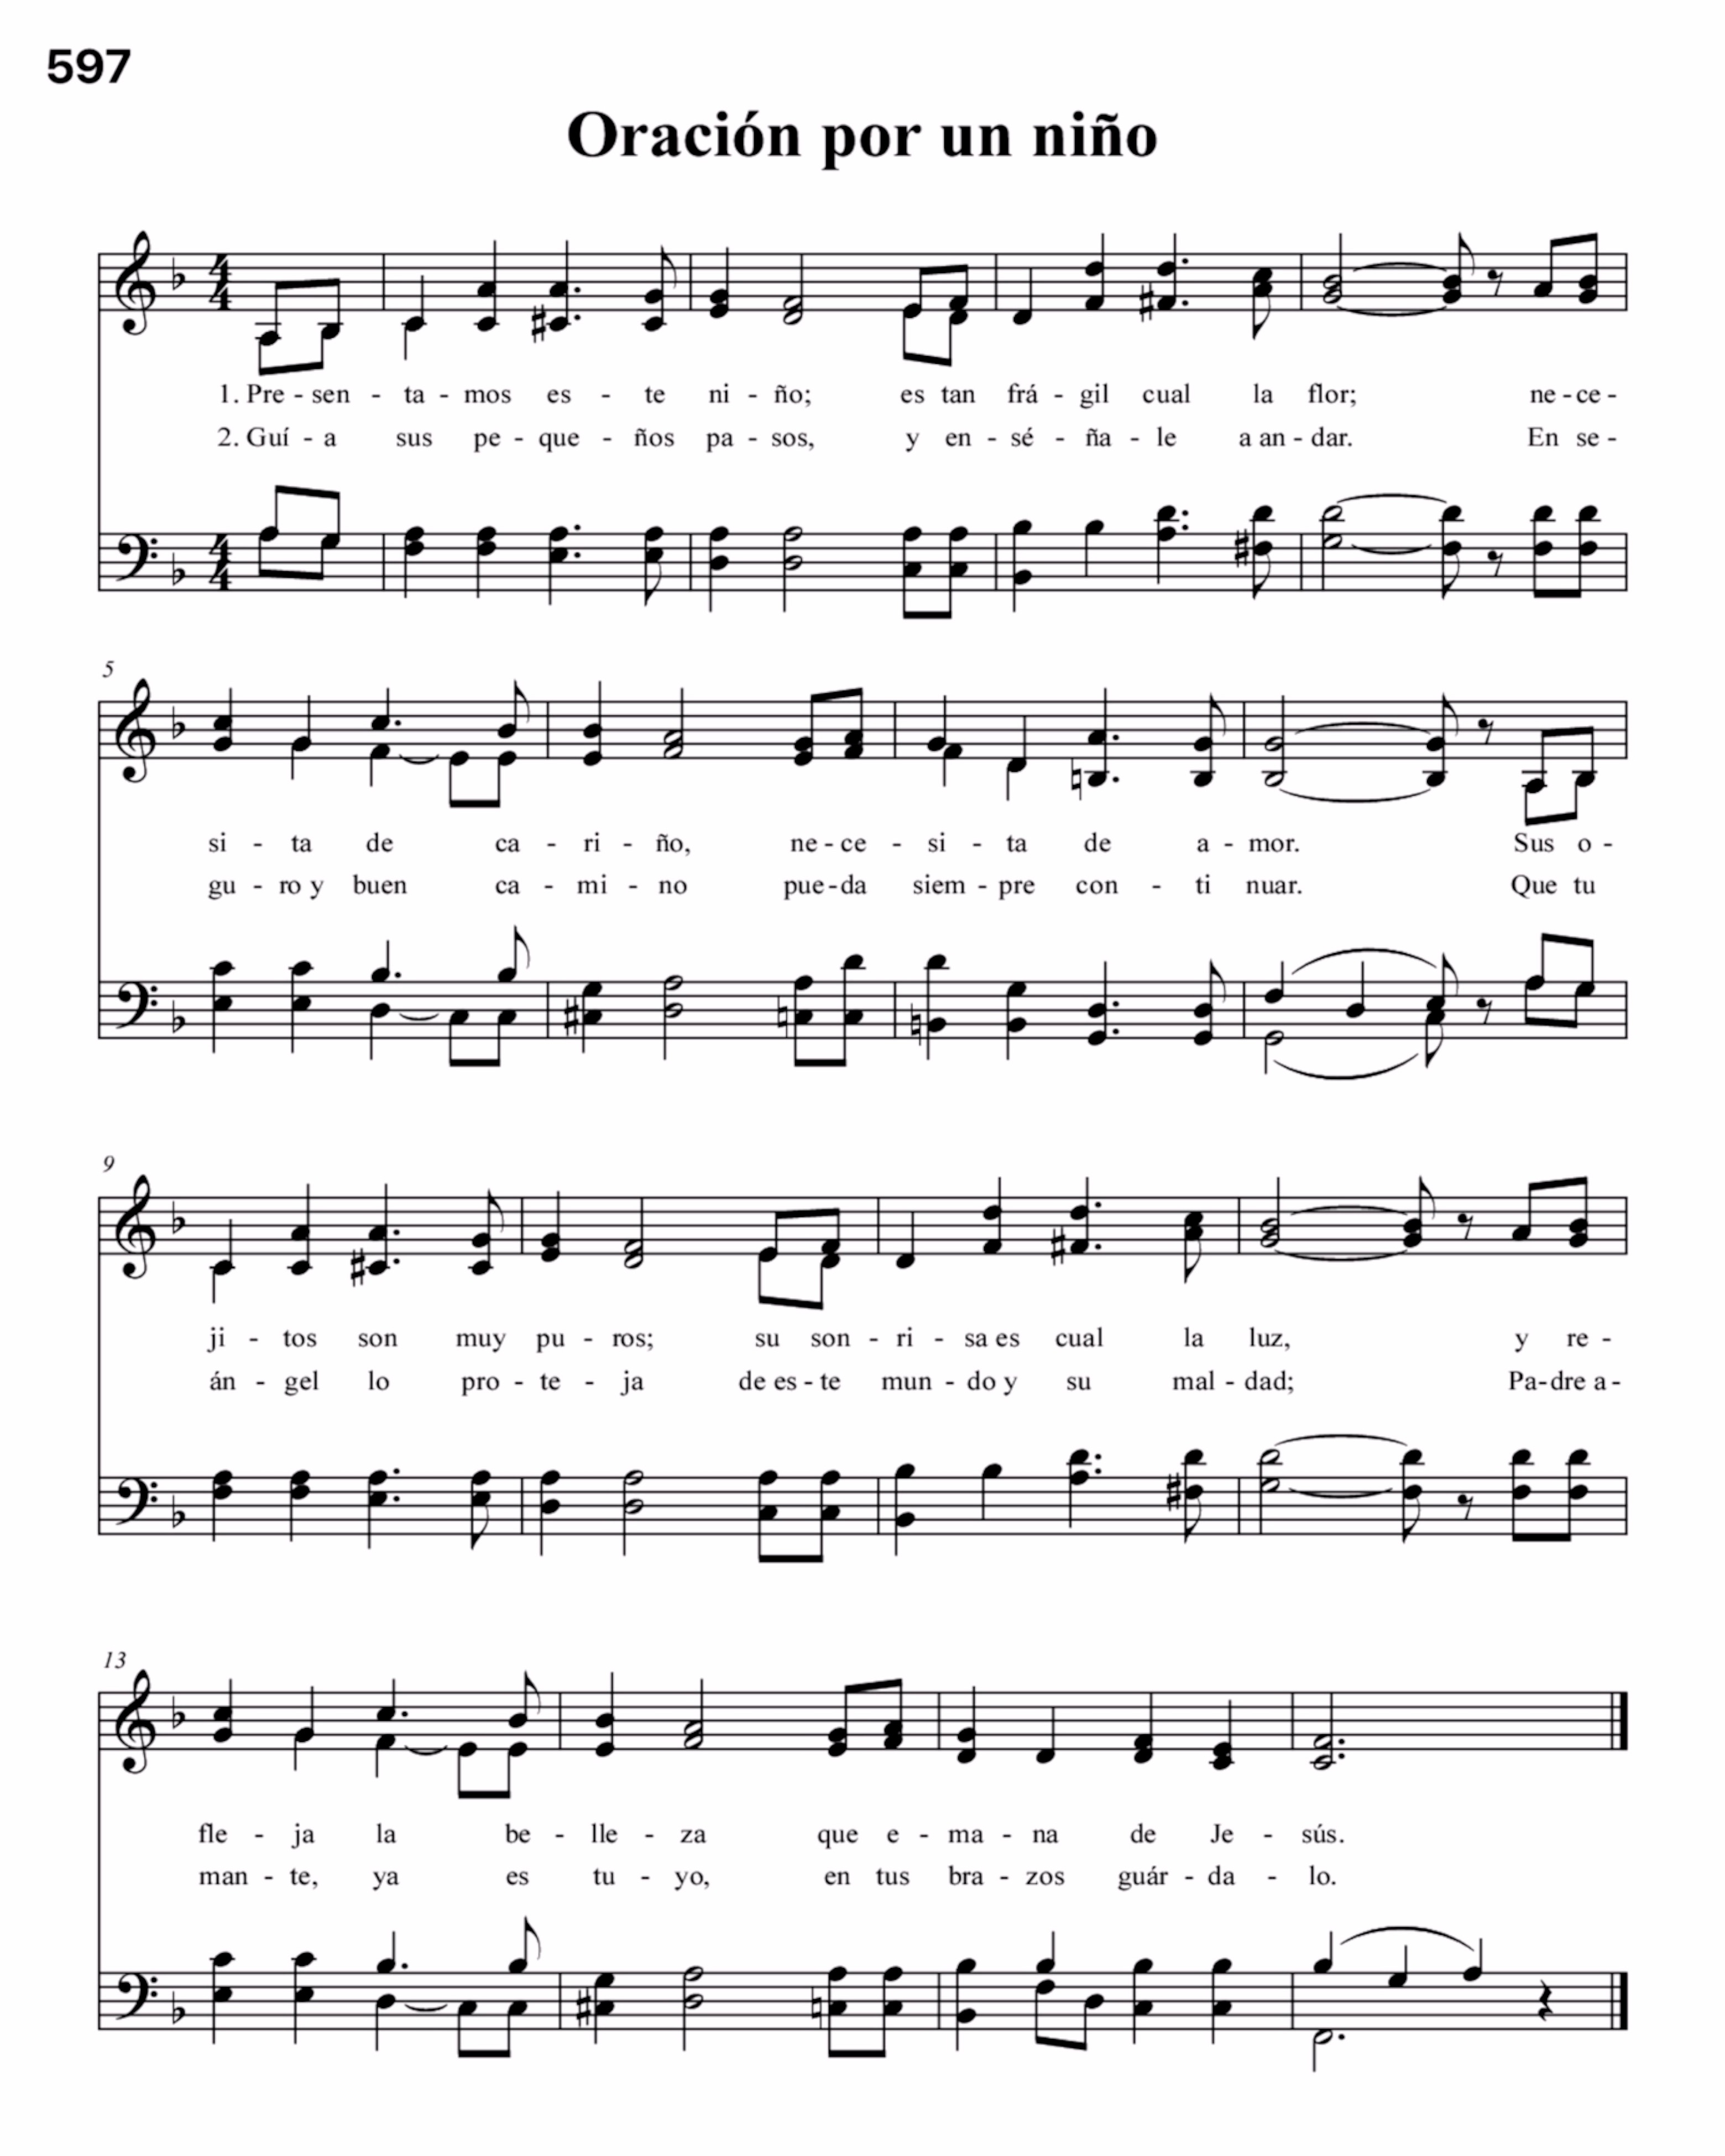 597
Oración por un niño
4 4
1. Pre - sen - ta - mos es - te ni - ño; es tan frá - gil cual la flor; ne - ce -
2. Guí - a sus pe - que - ños pa - sos, y en - sé - ña - le a an - dar. En se -
4 4
5
si - ta de ca - ri - ño, ne - ce - si - ta de a - mor. Sus o -
gu - ro y buen ca - mi - no pue - da siem - pre con - ti nuar. Que tu
9
ji - tos son muy pu - ros; su son - ri - sa es cual la luz, y re -
án - gel lo pro - te - ja de es - te mun - do y su mal - dad; Pa - dre a -
13
fle - ja la be - lle - za que e - ma - na de Je - sús.
man - te, ya es tu - yo, en tus bra - zos guár - da - lo.